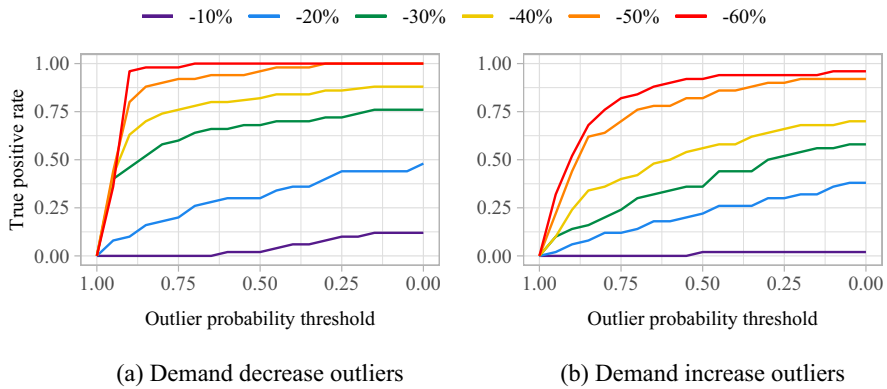 -10% -20% -30% -40% -50% -60%
True positive rate
1.00
0.75
0.50
0.25
0.00
1.00 0.75 0.50 0.25 0.00
Outlier probability threshold
(a) Demand decrease outliers
1.00
0.75
0.50
0.25
0.00
1.00 0.75 0.50 0.25 0.00
Outlier probability threshold
(b) Demand increase outliers